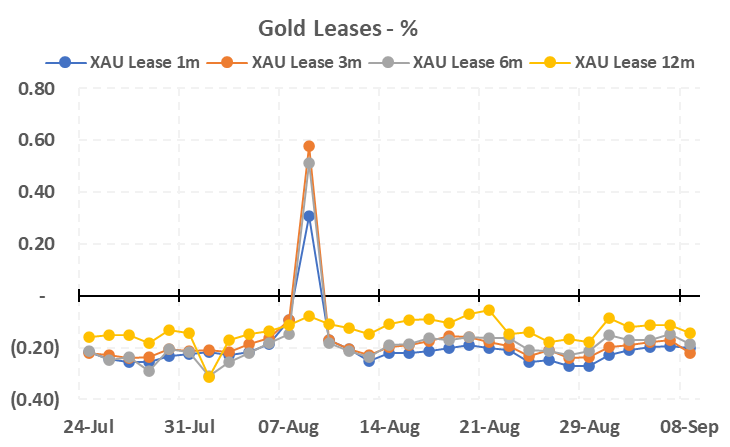 Gold Leases - %
XAU Lease 1m XAU Lease 3m XAU Lease 6m XAU Lease 12m
0.80
0.60
0.40
0.20
-
(0.20)
(0.40)
24-Jul 31-Jul 07-Aug 14-Aug 21-Aug 29-Aug 08-Sep